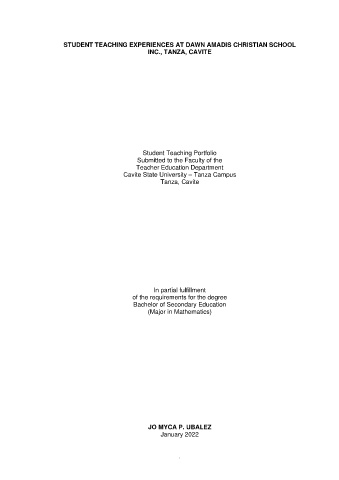 STUDENT TEACHING EXPERIENCES AT DAWN AMADIS CHRISTIAN SCHOOL
INC., TANZA, CAVITE
Student Teaching Portfolio
Submitted to the Faculty of the
Teacher Education Department
Cavite State University – Tanza Campus
Tanza, Cavite
In partial fulfillment
of the requirements for the degree
Bachelor of Secondary Education
(Major in Mathematics)
JO MYCA P. UBALEZ
January 2022